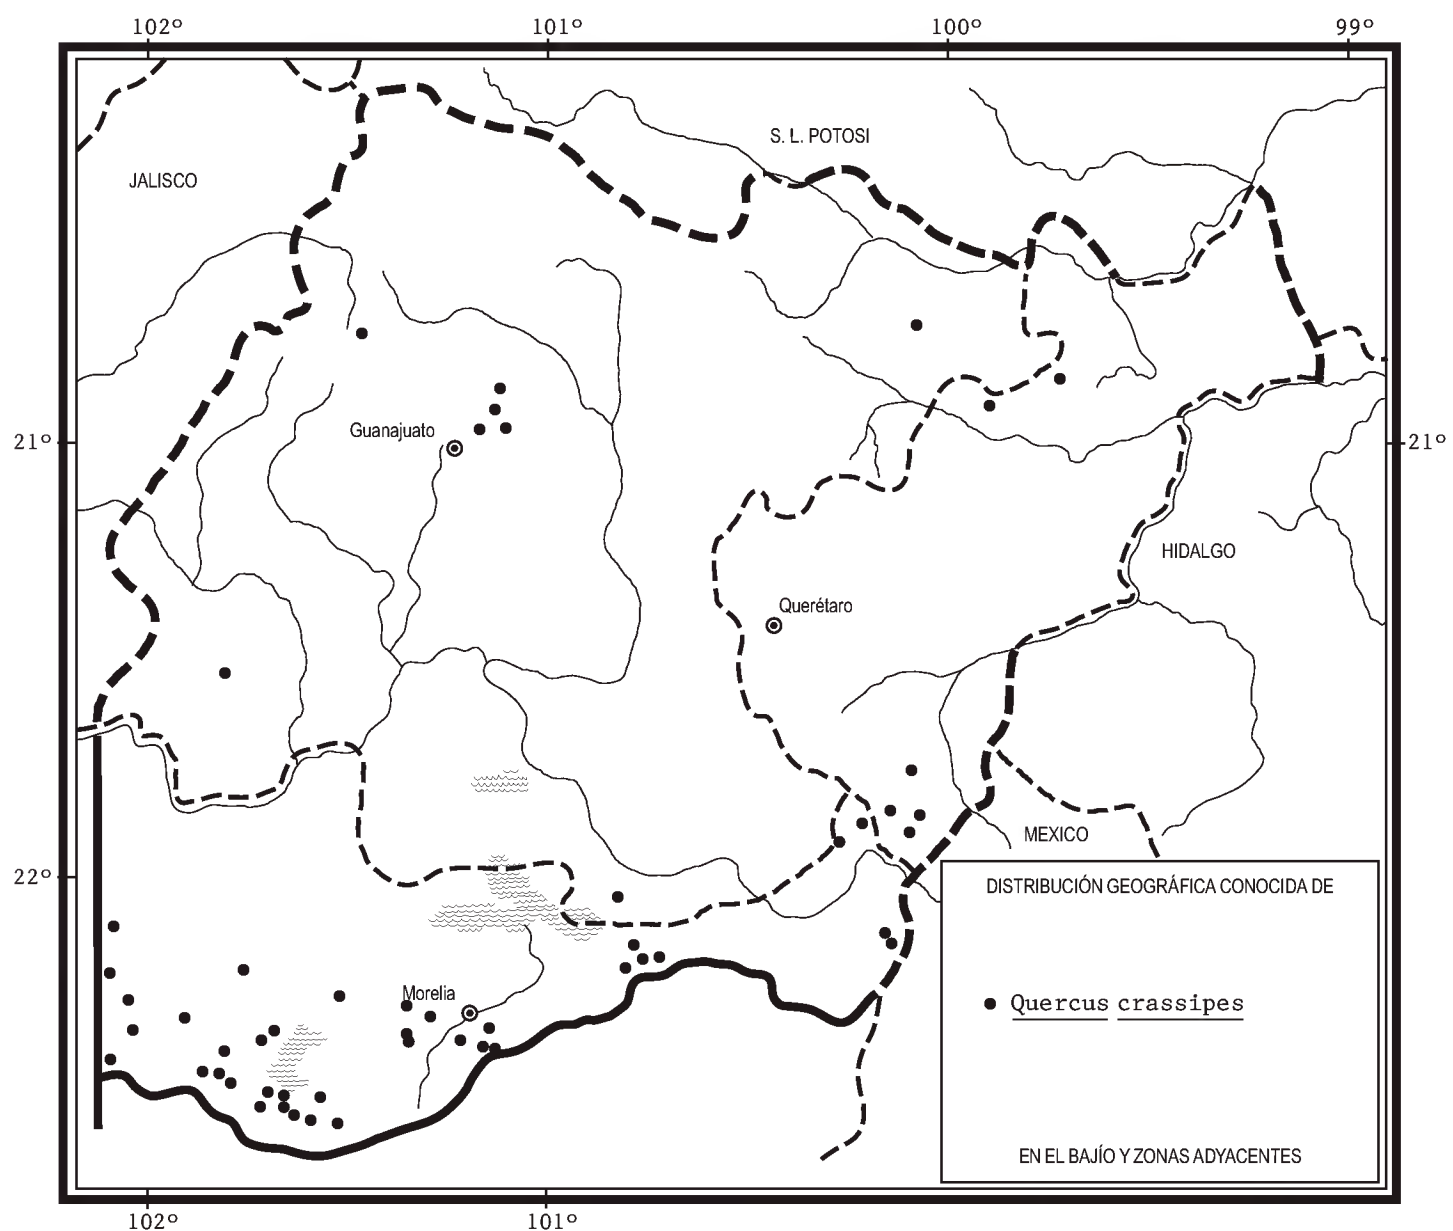 102º 101º 100º 99º
S. L. POTOSI
JALISCO
Guanajuato
21º 21º
HIDALGO
Querétaro
MEXICO
22º
DISTRIBUCIÓN GEOGRÁFICA CONOCIDA DE
Morelia
Quercus crassipes
EN EL BAJÍO Y ZONAS ADYACENTES
102º 101º